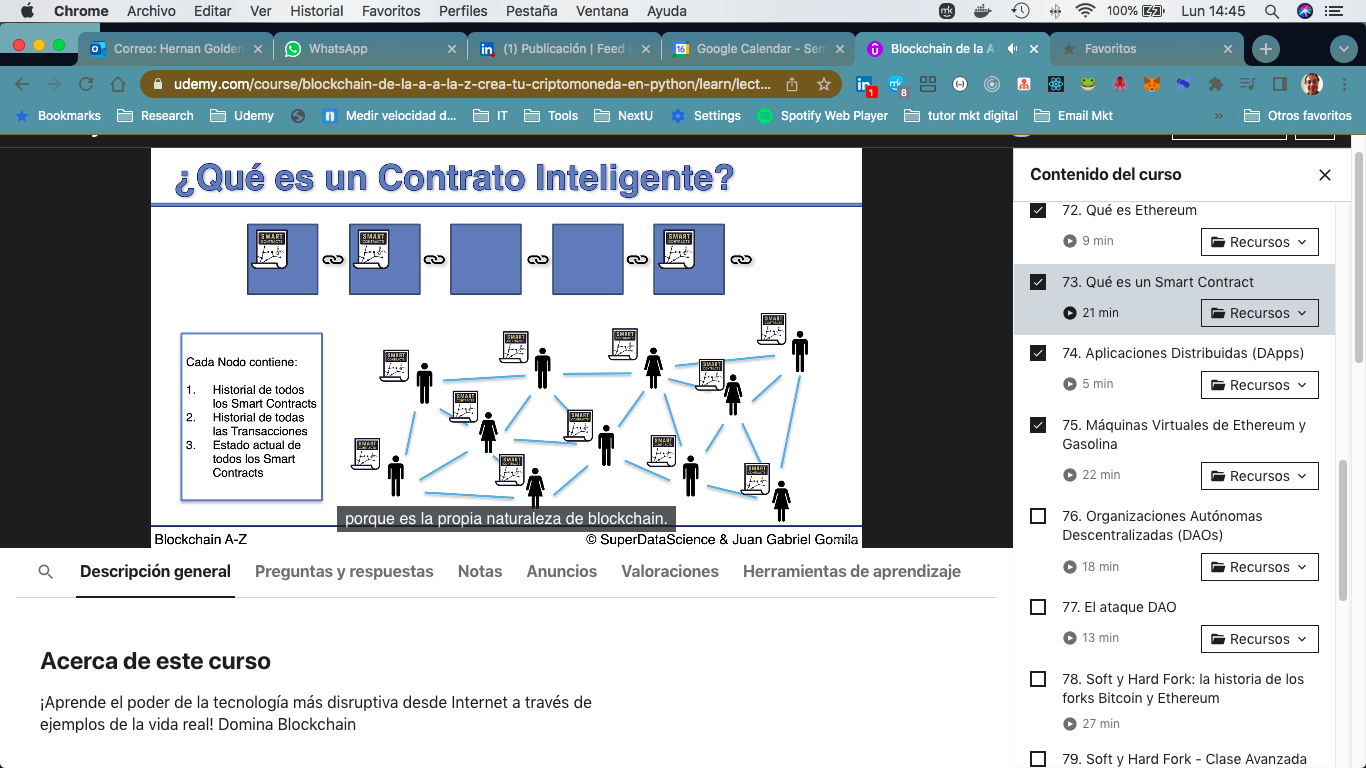 Chrome Archivo Editar Ver Historial Favoritos Perfiles Pestaña Ventana Ayuda 100% Lun 14:45
Correo: Hernan Golden
WhatsApp
(1) Publicación | Feed |
Google Calendar - Sem
Blockchain de la A
Favoritos
udemy.com/course/blockchain-de-la-a-a-la-z-crea-tu-criptomoneda-en-python/learn/lect...
1
8
Bookmarks Research Udemy Medir velocidad d... IT Tools NextU Settings Spotify Web Player tutor mkt digital Email Mkt » Otros favoritos
¿Qué es un Contrato Inteligente?
SMART CONTRACTS
SMART CONTRACTS
SMART CONTRACTS
Cada Nodo contiene:
1. Historial de todos
los Smart Contracts
2. Historial de todas
las Transacciones
3. Estado actual de
todos los Smart
Contracts
porque es la propia naturaleza de blockchain.
Blockchain A-Z
© SuperDataScience & Juan Gabriel Gomila
Contenido del curso
72. Qué es Ethereum
9 min
Recursos
73. Qué es un Smart Contract
21 min
Recursos
74. Aplicaciones Distribuidas (DApps)
5 min
Recursos
75. Máquinas Virtuales de Ethereum y
Gasolina
22 min
Recursos
76. Organizaciones Autónomas
Descentralizadas (DAOs)
18 min
Recursos
77. El ataque DAO
13 min
Recursos
78. Soft y Hard Fork: la historia de los
forks Bitcoin y Ethereum
27 min
79. Soft y Hard Fork - Clase Avanzada
Descripción general Preguntas y respuestas Notas Anuncios Valoraciones Herramientas de aprendizaje
Acerca de este curso
¡Aprende el poder de la tecnología más disruptiva desde Internet a través de
ejemplos de la vida real! Domina Blockchain